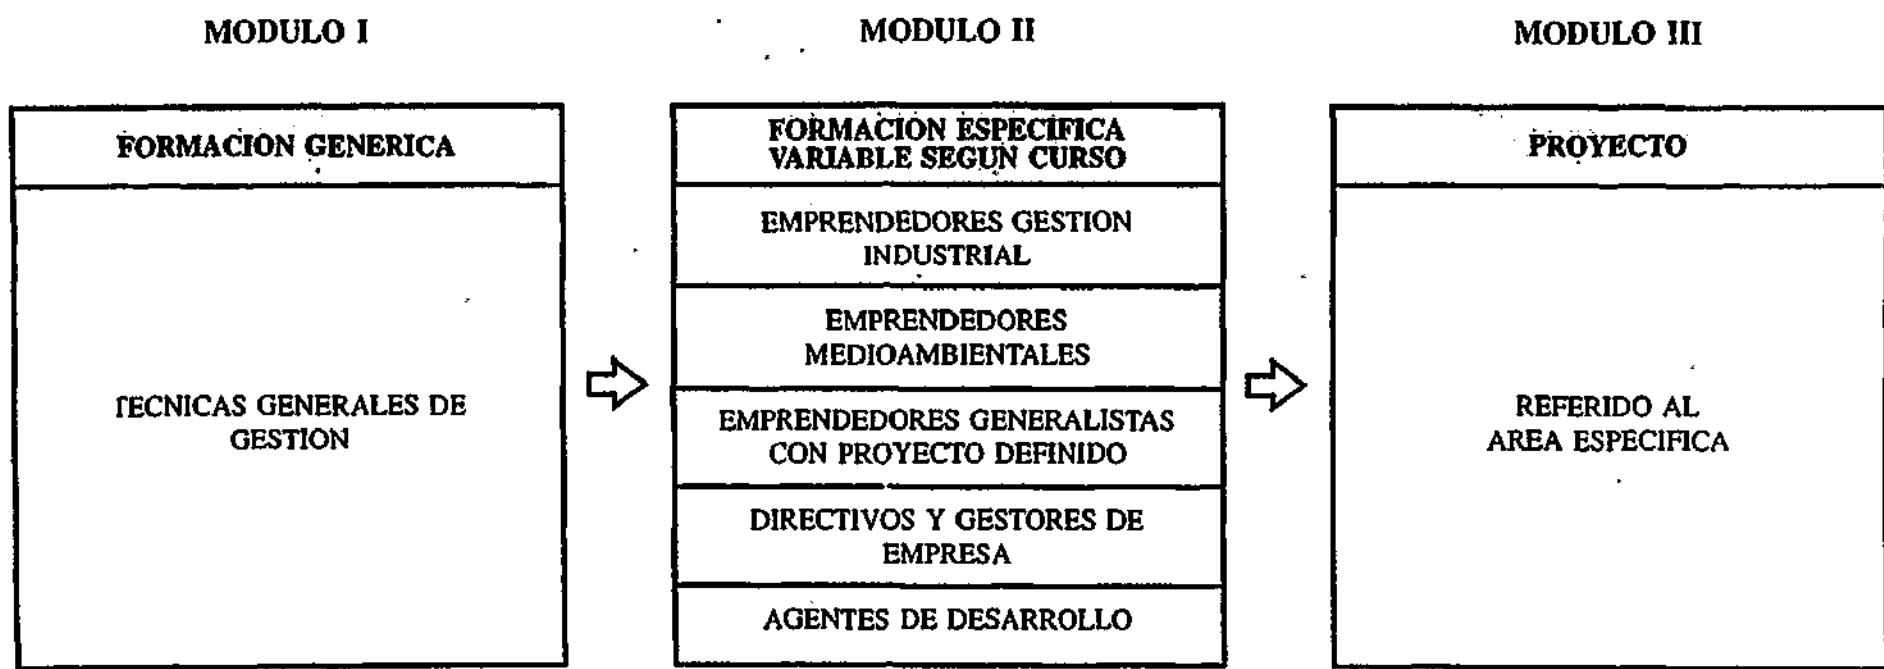 MODULO I
FORMACION GENERICA
TECNICAS GENERALES DE
GESTION
MODULO II
FORMACION ESPECIFICA
VARIABLE SEGUN CURSO
EMPRENDEDORES GESTION
INDUSTRIAL
EMPRENDEDORES
MEDIOAMBIENTALES
EMPRENDEDORES GENERALISTAS
CON PROYECTO DEFINIDO
DIRECTIVOS Y GESTORES DE
EMPRESA
AGENTES DE DESARROLLO
MODULO III
PROYECTO
REFERIDO AL
AREA ESPECIFICA